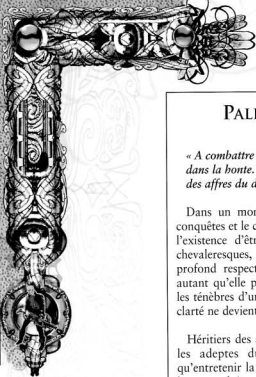 PAL
« A combattre
dans la honte.
des affres du d
Dans un mon
conquêtes et le c
l'existence d'êtr
chevaleresques,
profond respect
autant qu'elle p
les ténèbres d'un
clarté ne devient
Héritiers des
les adeptes du
qu'entretenir la